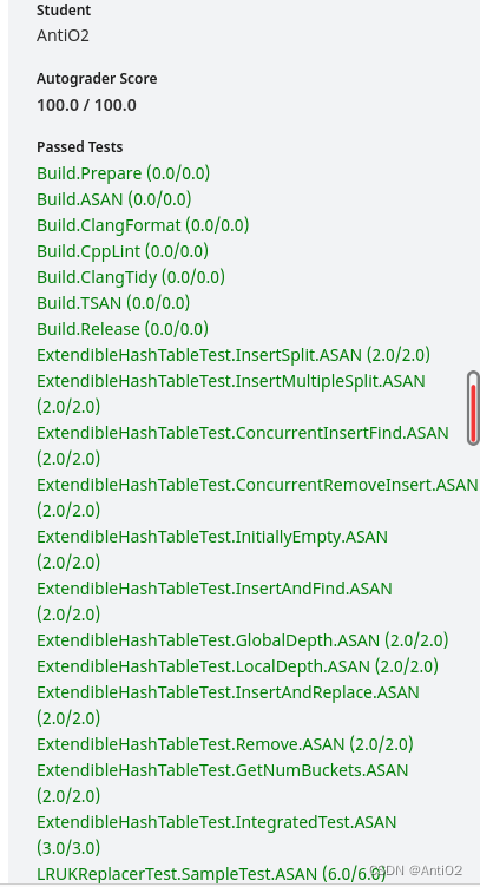 Student
AntiO2
Autograder Score
100.0 / 100.0
Passed Tests
Build.Prepare (0.0/0.0)
Build.ASAN (0.0/0.0)
Build.ClangFormat (0.0/0.0)
Build.CppLint (0.0/0.0)
Build.ClangTidy (0.0/0.0)
Build.TSAN (0.0/0.0)
Build.Release (0.0/0.0)
ExtendibleHashTableTest.InsertSplit.ASAN (2.0/2.0)
ExtendibleHashTableTest.InsertMultipleSplit.ASAN
(2.0/2.0)
ExtendibleHashTableTest.ConcurrentInsertFind.ASAN
(2.0/2.0)
ExtendibleHashTableTest.ConcurrentRemoveInsert.ASAN
(2.0/2.0)
ExtendibleHashTableTest.InitiallyEmpty.ASAN
(2.0/2.0)
ExtendibleHashTableTest.InsertAndFind.ASAN
(2.0/2.0)
ExtendibleHashTableTest.GlobalDepth.ASAN (2.0/2.0)
ExtendibleHashTableTest.LocalDepth.ASAN (2.0/2.0)
ExtendibleHashTableTest.InsertAndReplace.ASAN
(2.0/2.0)
ExtendibleHashTableTest.Remove.ASAN (2.0/2.0)
ExtendibleHashTableTest.GetNumBuckets.ASAN
(2.0/2.0)
ExtendibleHashTableTest.IntegratedTest.ASAN
(3.0/3.0)
LRUKReplacerTest.SampleTest.ASAN (6.0/6.0)
CSDN @AntiO2